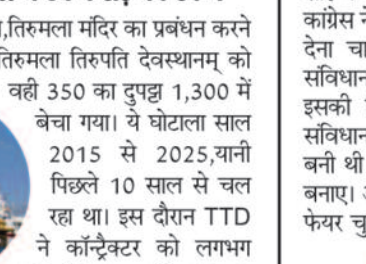 ,तिरुमला मंदिर का प्रबंधन करने
तिरुमला तिरुपति देवस्थानम् को
वही 350 का दुपट्टा 1,300 में
बेचा गया। ये घोटाला साल
2015 से 2025,यानी
पिछले 10 साल से चल
रहा था। इस दौरान TTD
ने कॉन्ट्रैक्टर को लगभग
कांग्रेस ने
देना चा
संविधान
इसकी
संविधान
बनी थी
बनाए।
फेयर चु